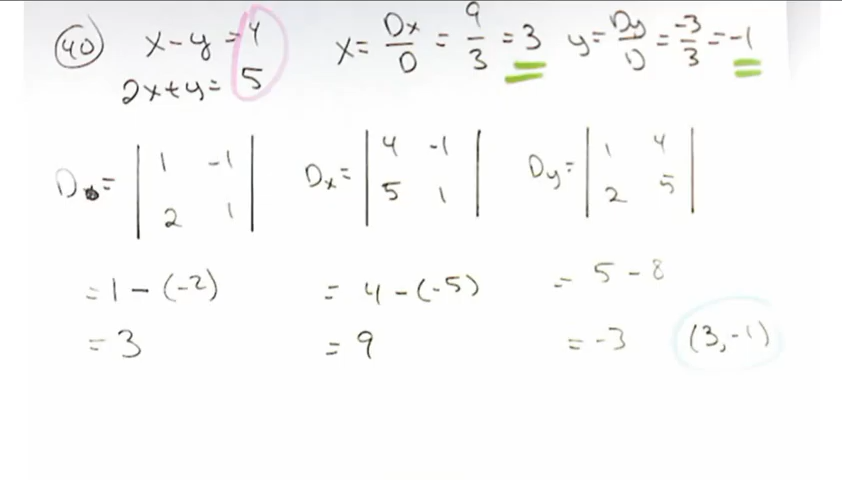 40 x - y = 4 x = Dx/D = 9/3 = 3 y = Dy/D = -3/3 = -1
2x + y = 5
D = | 1 -1 | Dx = | 4 -1 | Dy = | 1 4 |
| 2 1 | | 5 1 | | 2 5 |
= 1 - (-2) = 4 - (-5) = 5 - 8
= 3 = 9 = -3 (3, -1)